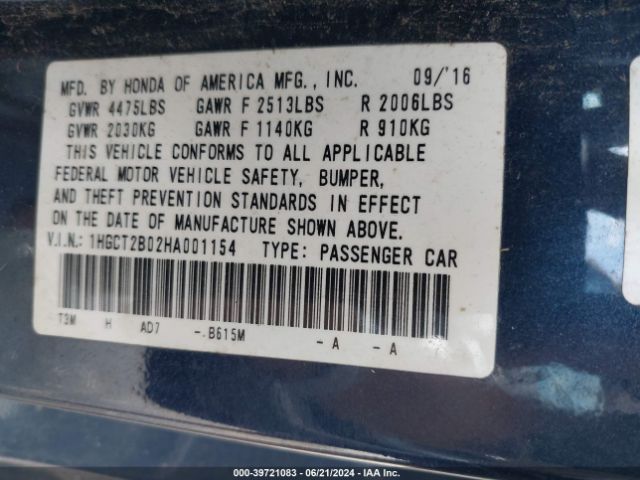 MFD. BY HONDA OF AMERICA MFG., INC. 09/'16
GVWR 4475LBS GAWR F 2513LBS R 2006LBS
GVWR 2030KG GAWR F 1140KG R 910KG
THIS VEHICLE CONFORMS TO ALL APPLICABLE
FEDERAL MOTOR VEHICLE SAFETY, BUMPER,
AND THEFT PREVENTION STANDARDS IN EFFECT
ON THE DATE OF MANUFACTURE SHOWN ABOVE.
V.I.N.: 1HGCT2B02HA001154 TYPE: PASSENGER CAR
T3M H AD7 -.B615M - A - A
000-39721083 - 06/21/2024 - IAA Inc.